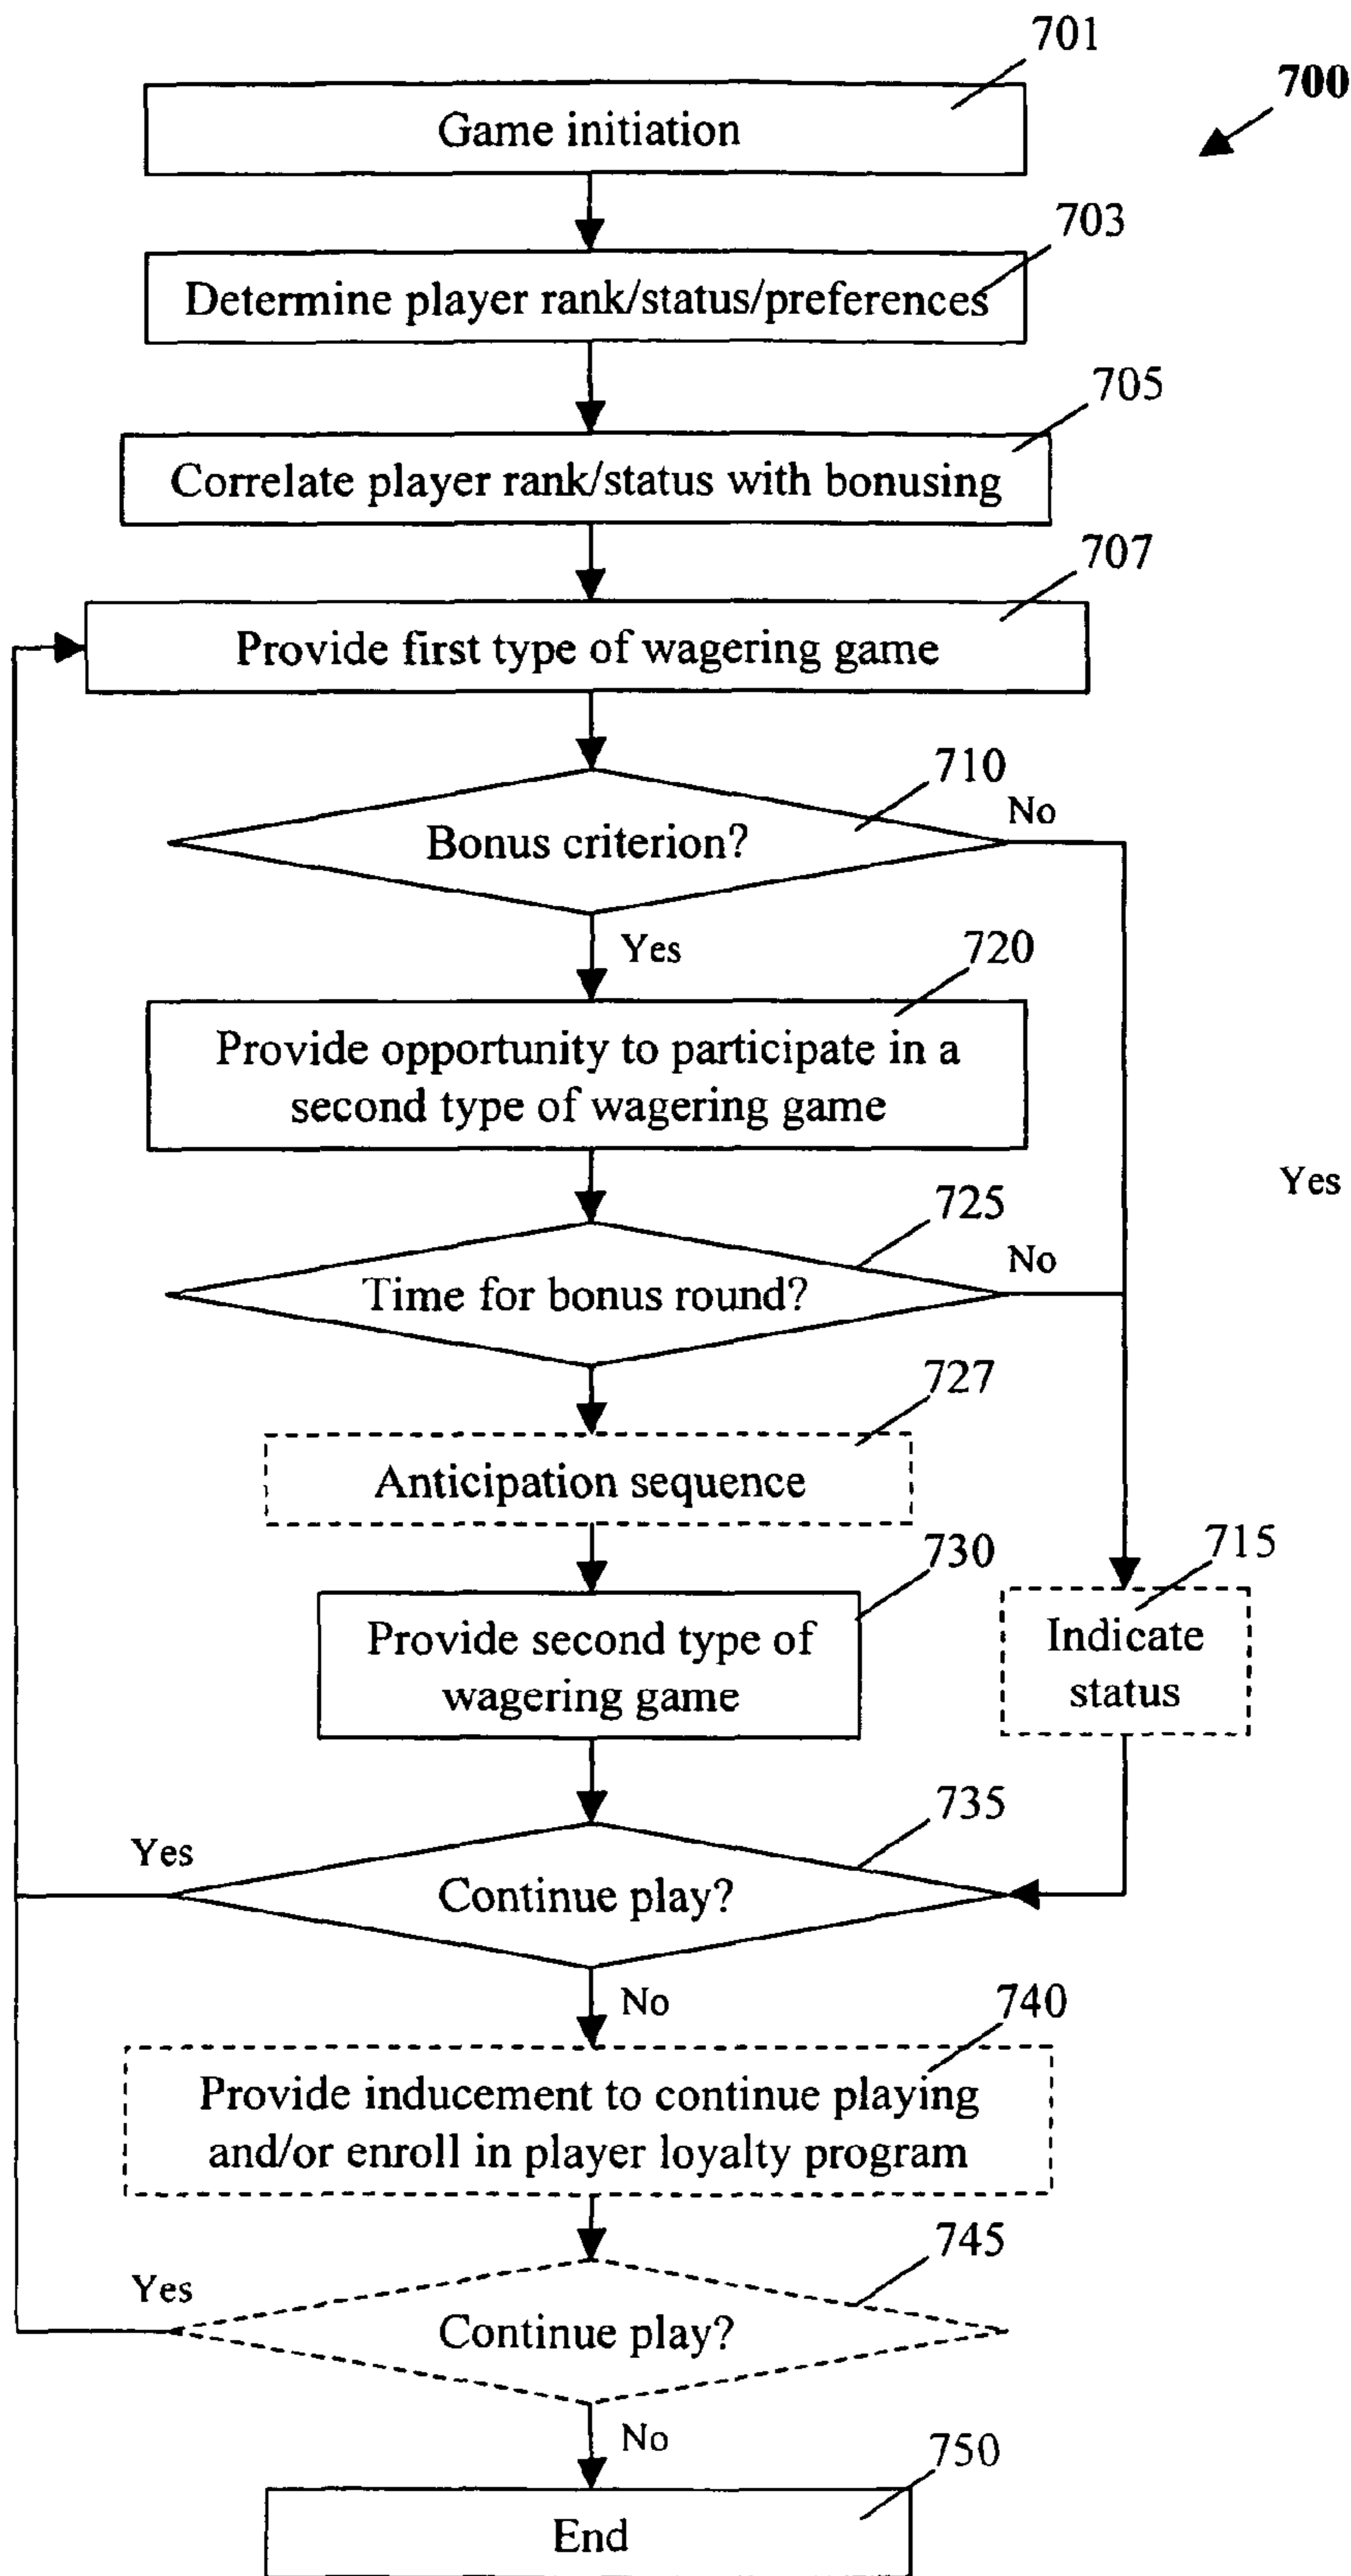 701
700
Game initiation
703
Determine player rank/status/preferences
705
Correlate player rank/status with bonusing
707
Provide first type of wagering game
710
No
Bonus criterion?
Yes
720
Provide opportunity to participate in a
second type of wagering game
Yes
725
No
Time for bonus round?
727
Anticipation sequence
730
715
Provide second type of
wagering game
Indicate
status
735
Yes
Continue play?
No
740
Provide inducement to continue playing
and/or enroll in player loyalty program
745
Yes
Continue play?
No
750
End